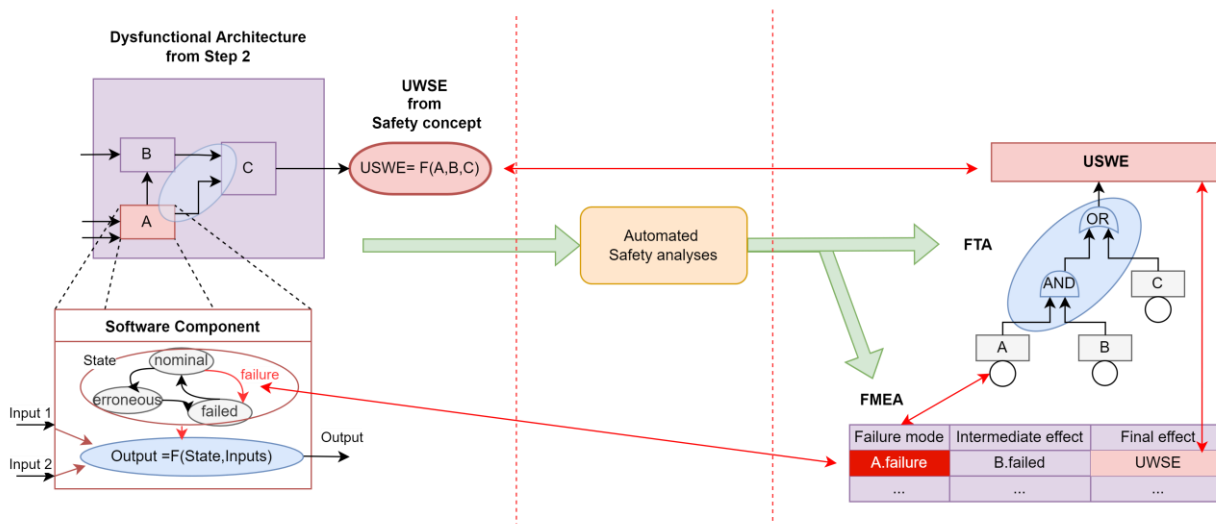 Dysfunctional Architecture
from Step 2
UWSE
from
Safety concept
B
C
A
USWE= F(A,B,C)
Software Component
State
nominal
failure
erroneous
failed
Input 1
Input 2
Output =F(State,Inputs)
Output
Automated
Safety analyses
FTA
FMEA
USWE
OR
AND
C
A
B
Failure mode Intermediate effect Final effect
A.failure B.failed UWSE
... ... ...